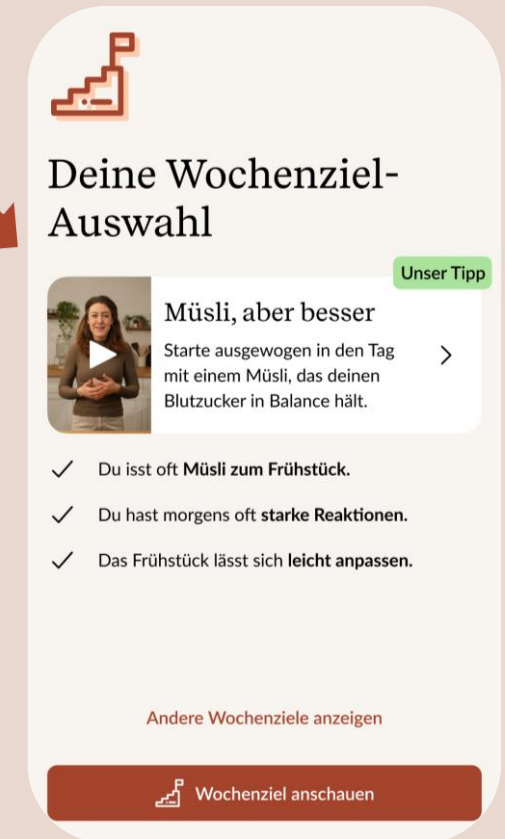 Deine Wochenziel-
Auswahl
Unser Tipp
Müsli, aber besser
Starte ausgewogen in den Tag
mit einem Müsli, das deinen
Blutzucker in Balance hält.
Du isst oft Müsli zum Frühstück.
Du hast morgens oft starke Reaktionen.
Das Frühstück lässt sich leicht anpassen.
Andere Wochenziele anzeigen
Wochenziel anschauen